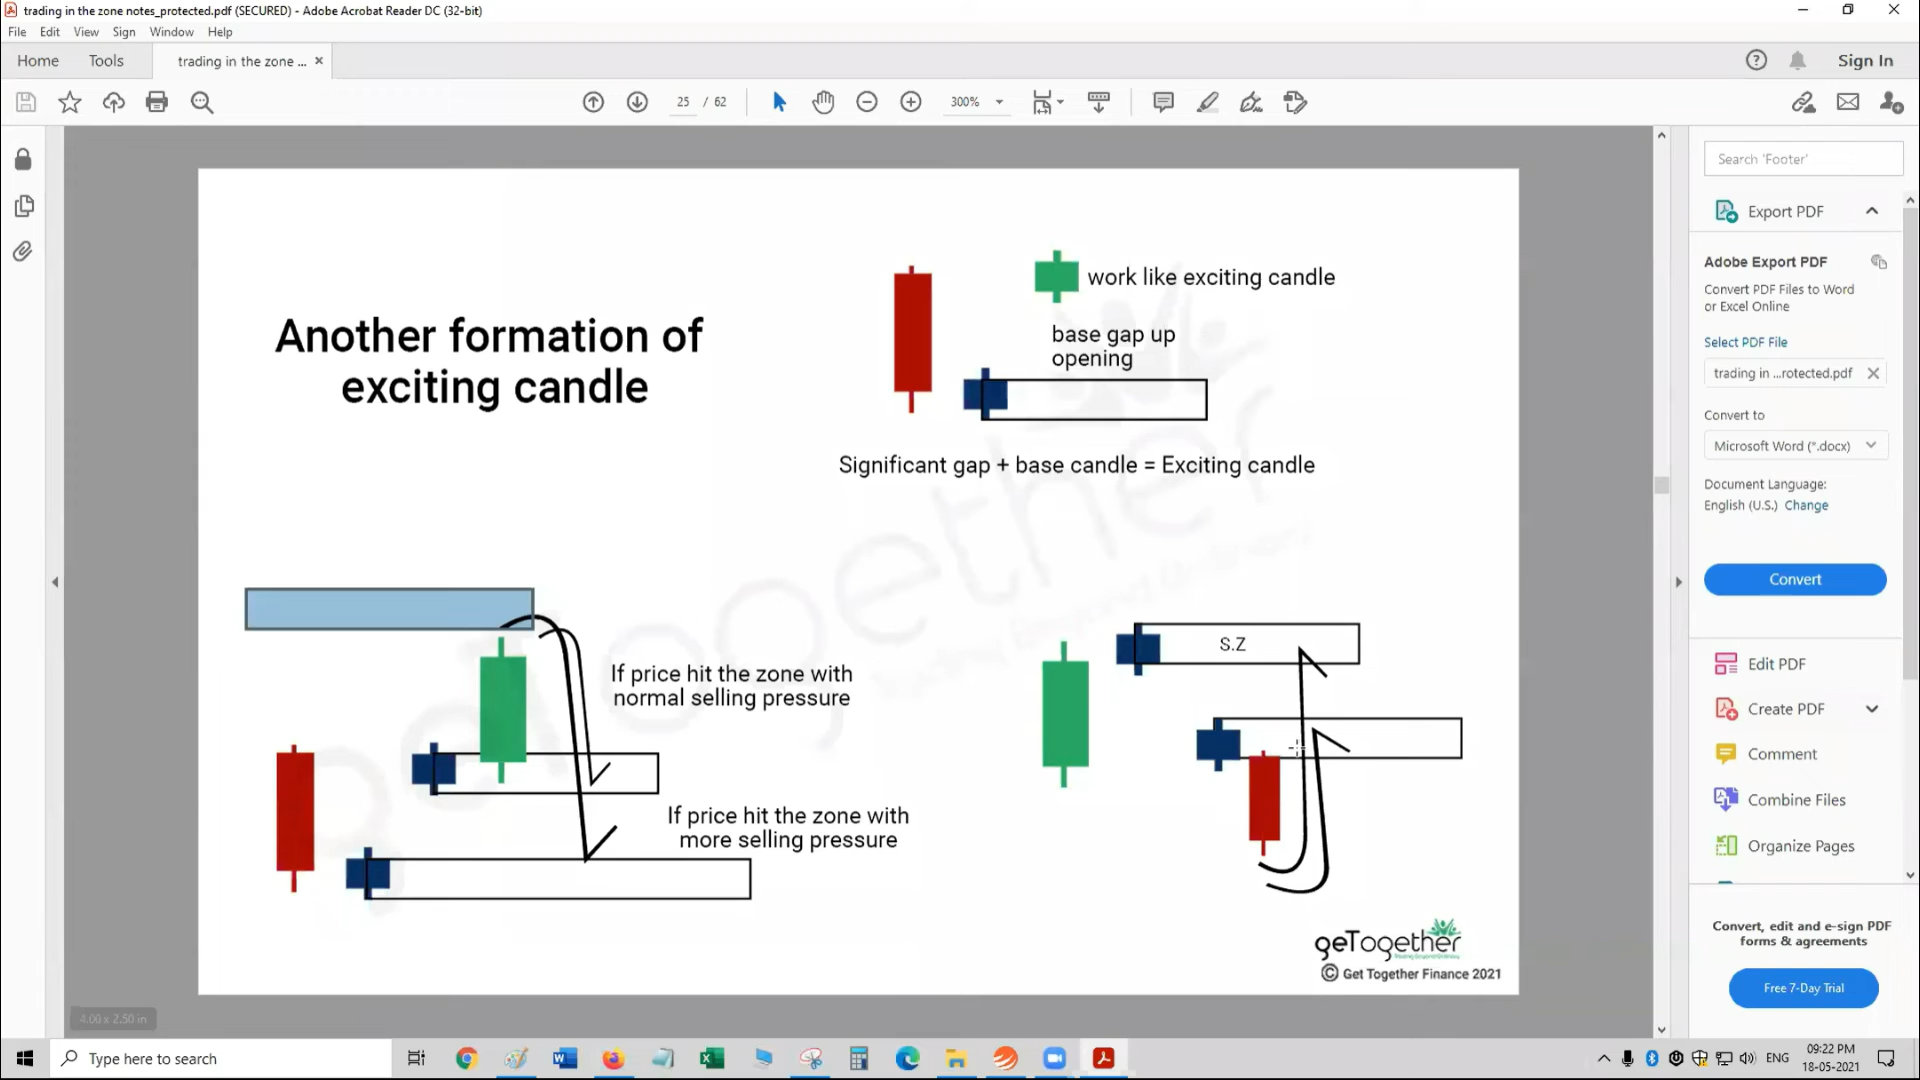 trading in the zone notes_protected.pdf (SECURED) - Adobe Acrobat Reader DC (32-bit)
File Edit View Sign Window Help
Home Tools trading in the zone ... × Sign In
25 / 62 300%
Search 'Footer'
Export PDF
Adobe Export PDF
Convert PDF Files to Word
or Excel Online
Select PDF File
trading in ...rotected.pdf
Convert to
Microsoft Word (*.docx)
Document Language:
English (U.S.) Change
Convert
Edit PDF
Create PDF
Comment
Combine Files
Organize Pages
Convert, edit and e-sign PDF
forms & agreements
Free 7-Day Trial
Another formation of
exciting candle
work like exciting candle
base gap up
opening
Significant gap + base candle = Exciting candle
If price hit the zone with
normal selling pressure
If price hit the zone with
more selling pressure
S.Z
geTogether
© Get Together Finance 2021
4.00 x 2.50 in
Type here to search
ENG
09:22 PM
18-05-2021